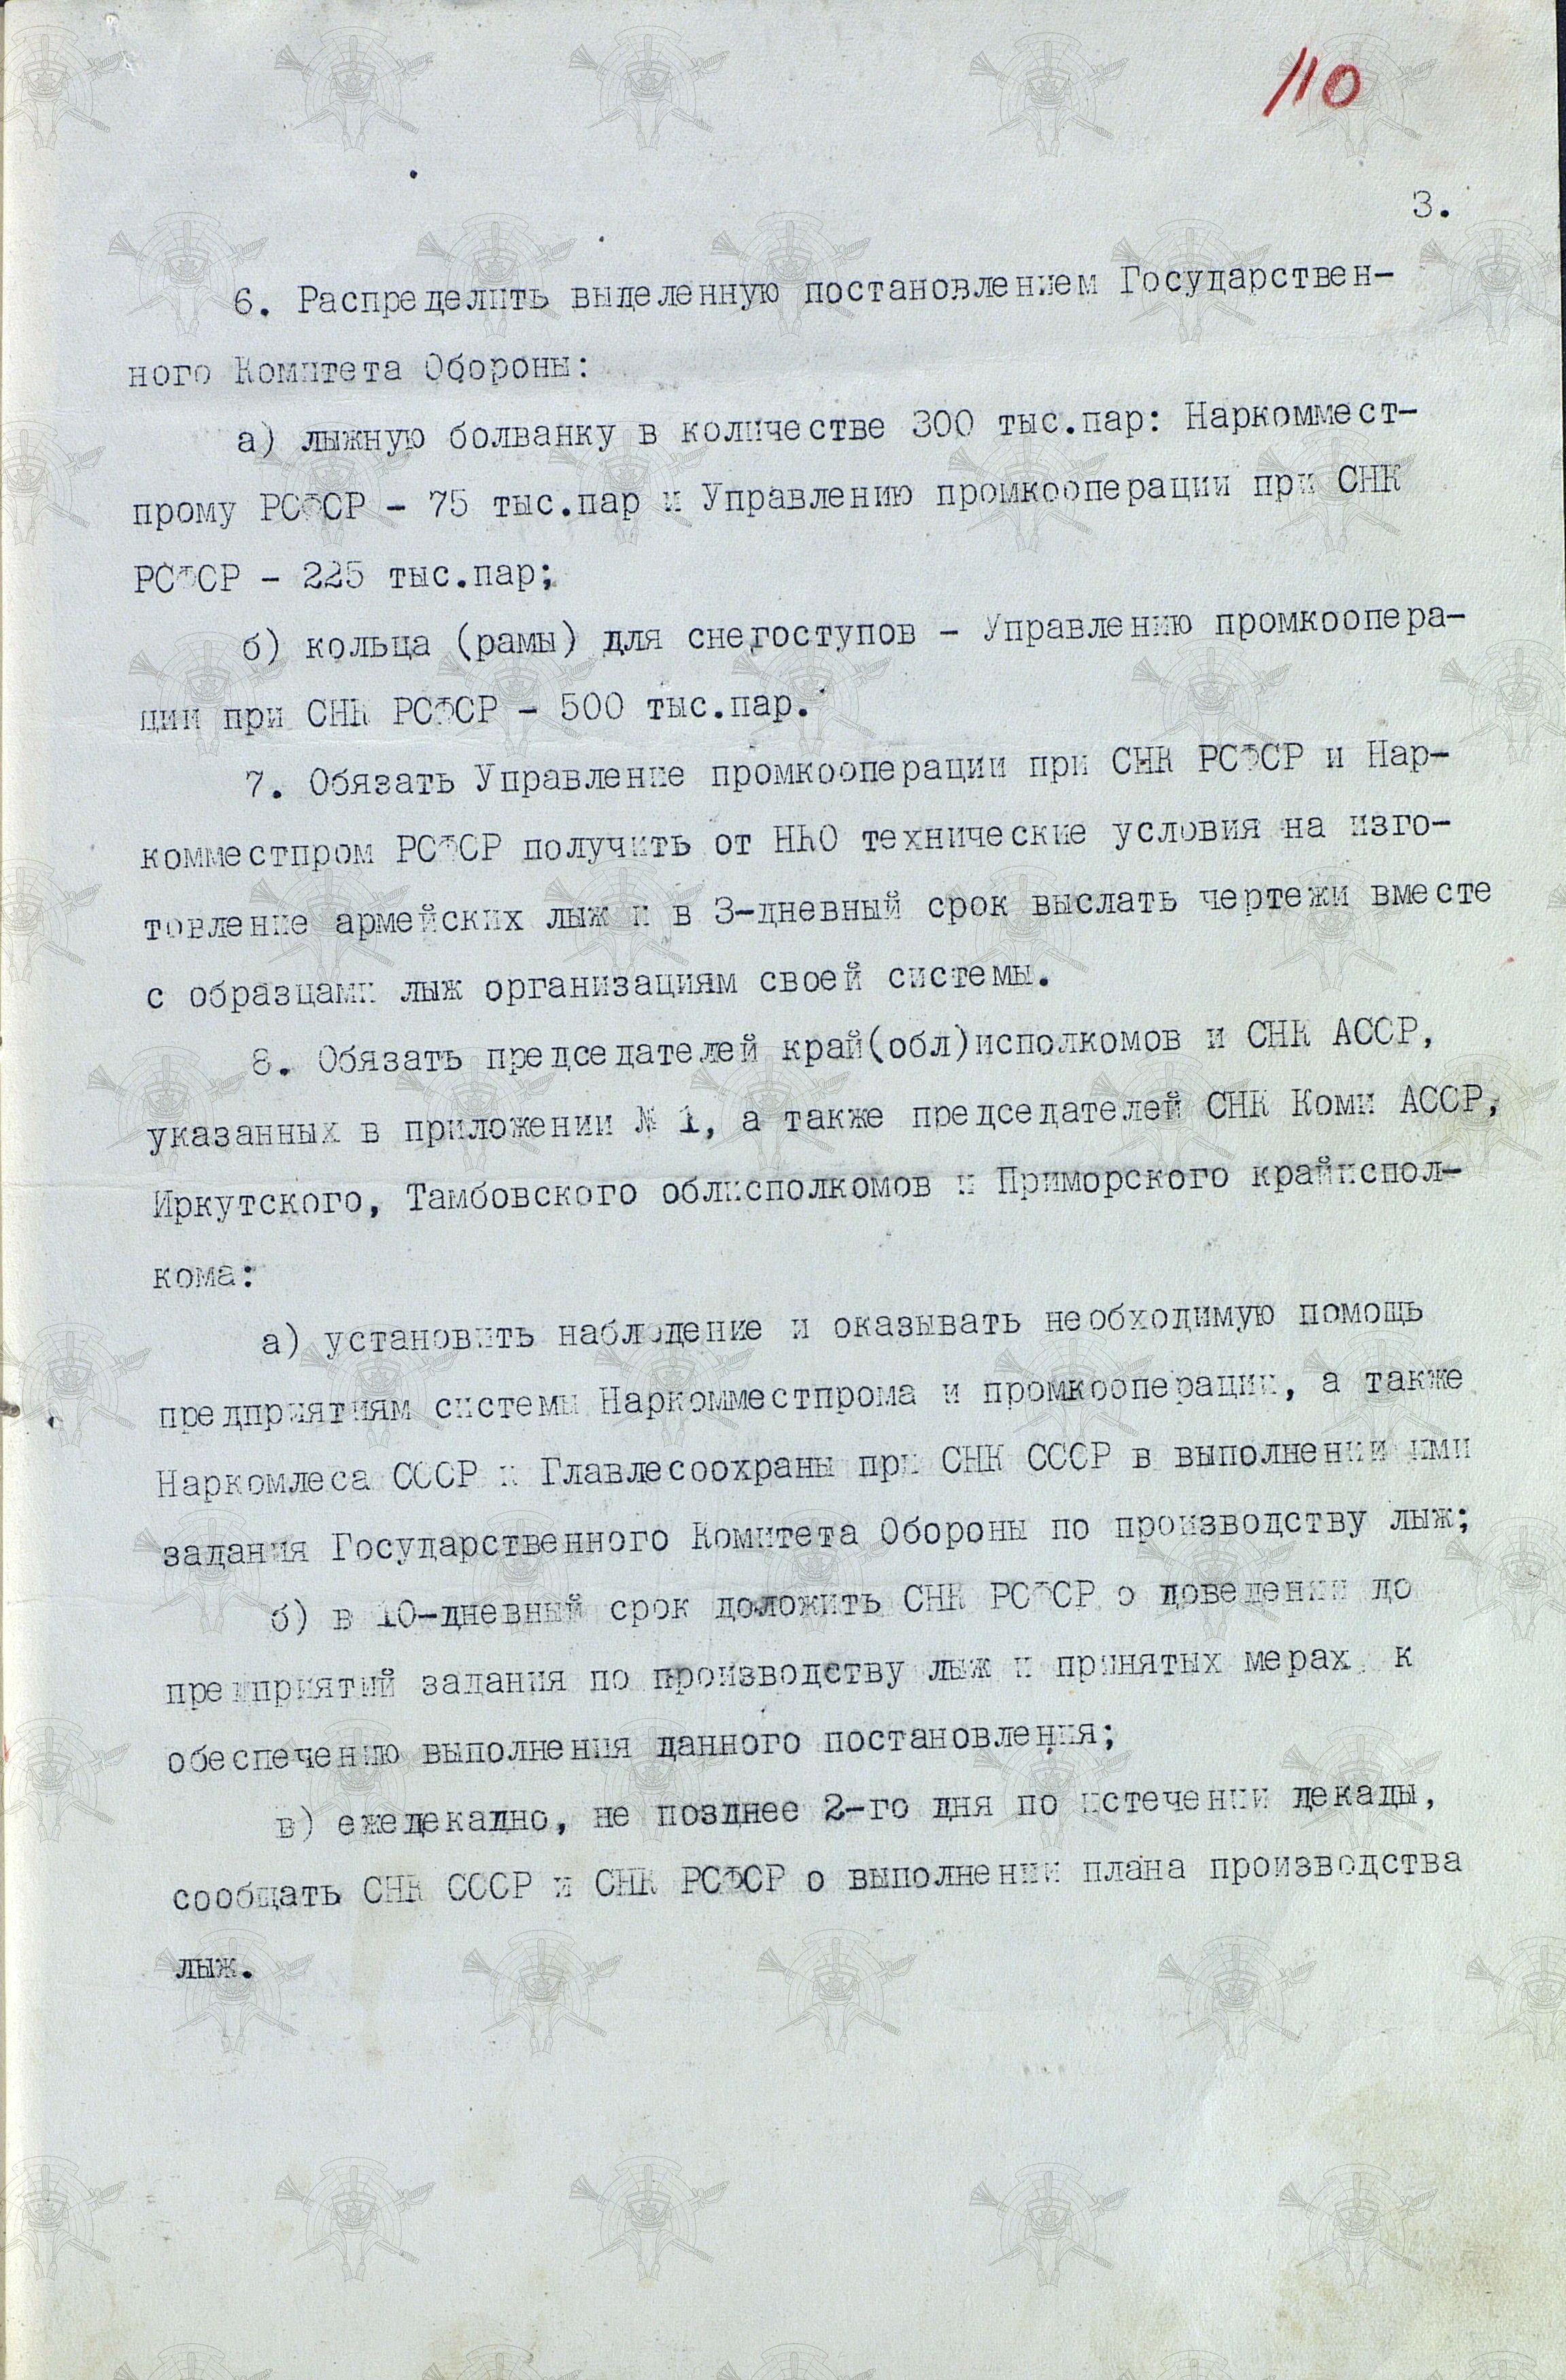 110
3.
6. Распределить выделенную постановлением Государствен-
ного Комитета Обороны:
а) лыжную болванку в количестве 300 тыс.пар: Наркоммест-
прому РСФСР - 75 тыс.пар и Управлению промкооперации при СНК
РСФСР - 225 тыс.пар;
б) кольца (рамы) для снегоступов - Управлению промкоопера-
ции при СНК РСФСР - 500 тыс.пар.
7. Обязать Управление промкооперации при СНК РСФСР и Нар-
комместпром РСФСР получить от НКО технические условия на изго-
товление армейских лыж и в 3-дневный срок выслать чертежи вместе
с образцами лыж организациям своей системы.
8. Обязать председателей край(обл)исполкомов и СНК АССР,
указанных в приложении № 1, а также председателей СНК Коми АССР,
Иркутского, Тамбовского облисполкомов и Приморского крайиспол-
кома:
а) установить наблюдение и оказывать необходимую помощь
предприятиям системы Наркомместпрома и промкооперации, а также
Наркомлеса СССР и Главлесоохраны при СНК СССР в выполнении ими
задания Государственного Комитета Обороны по производству лыж;
б) в 10-дневный срок доложить СНК РСФСР о доведении до
предприятий задания по производству лыж и принятых мерах к
обеспечению выполнения данного постановления;
в) ежедекадно, не позднее 2-го дня по истечении декады,
сообщать СНК СССР и СНК РСФСР о выполнении плана производства
лыж.